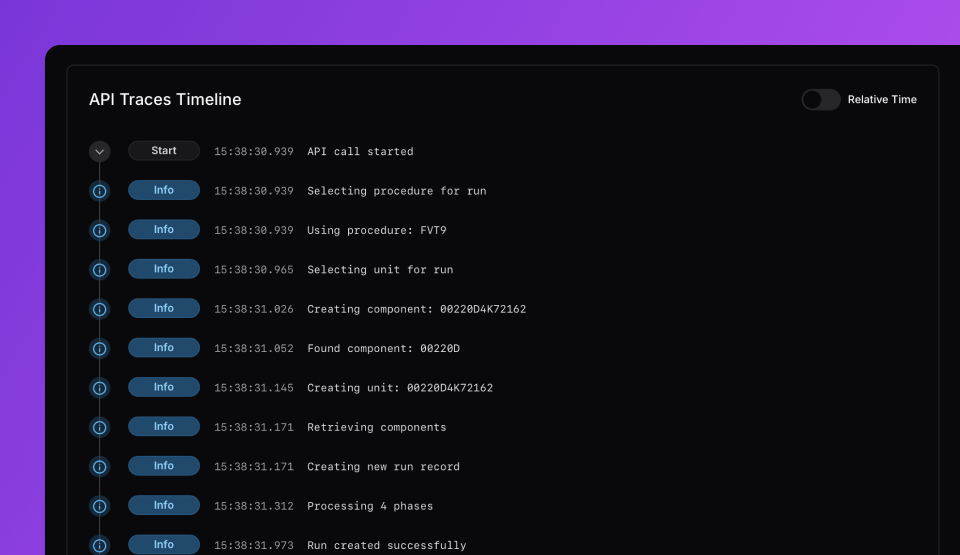 API Traces Timeline Relative Time
Start 15:38:30.939 API call started
Info 15:38:30.939 Selecting procedure for run
Info 15:38:30.939 Using procedure: FVT9
Info 15:38:30.965 Selecting unit for run
Info 15:38:31.026 Creating component: 00220D4K72162
Info 15:38:31.052 Found component: 00220D
Info 15:38:31.145 Creating unit: 00220D4K72162
Info 15:38:31.171 Retrieving components
Info 15:38:31.171 Creating new run record
Info 15:38:31.312 Processing 4 phases
Info 15:38:31.973 Run created successfully